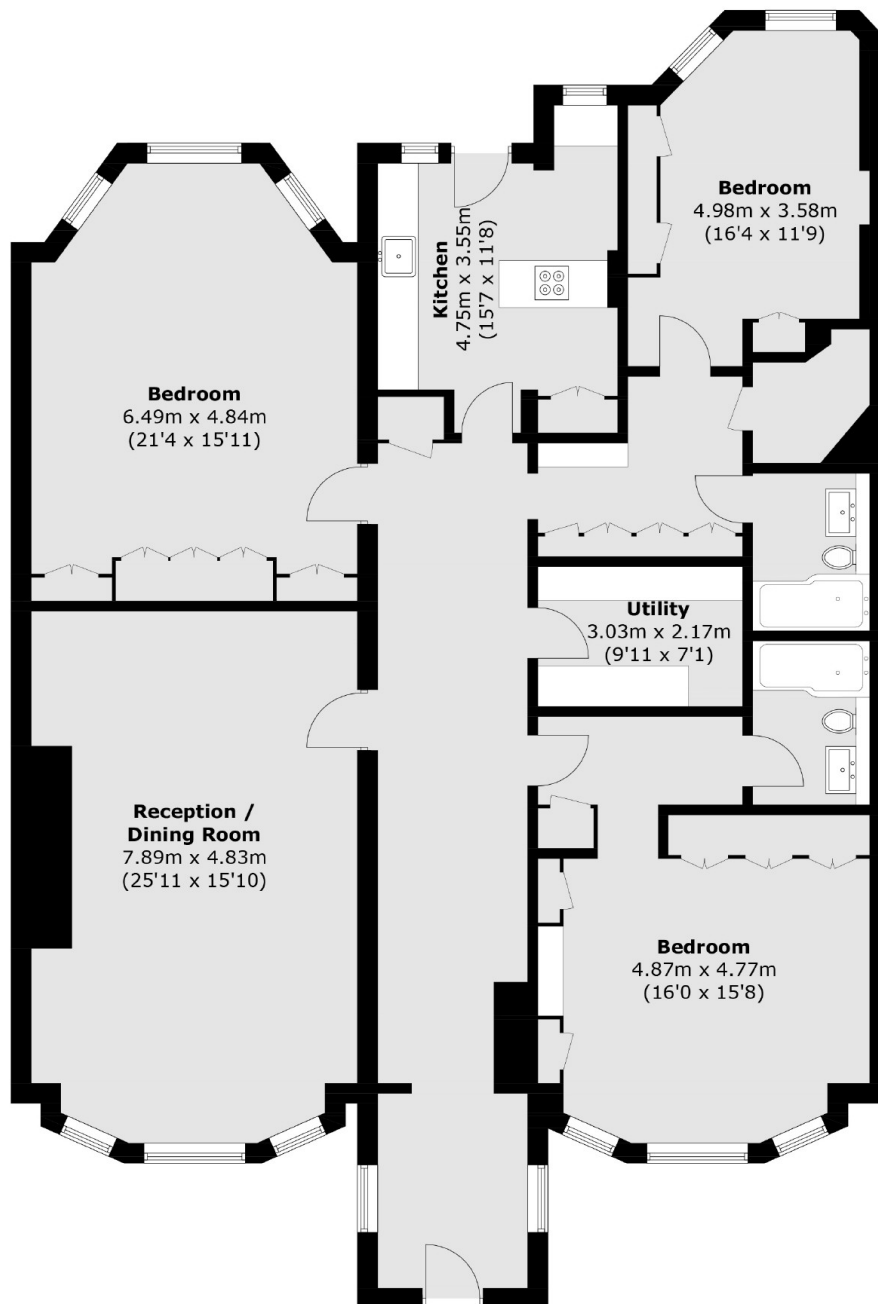 Bedroom
4.98m x 3.58m
(16'4 x 11'9)
Kitchen
4.75m x 3.55m
(15'7 x 11'8)
Bedroom
6.49m x 4.84m
(21'4 x 15'11)
Utility
3.03m x 2.17m
(9'11 x 7'1)
Reception /
Dining Room
7.89m x 4.83m
(25'11 x 15'10)
Bedroom
4.87m x 4.77m
(16'0 x 15'8)